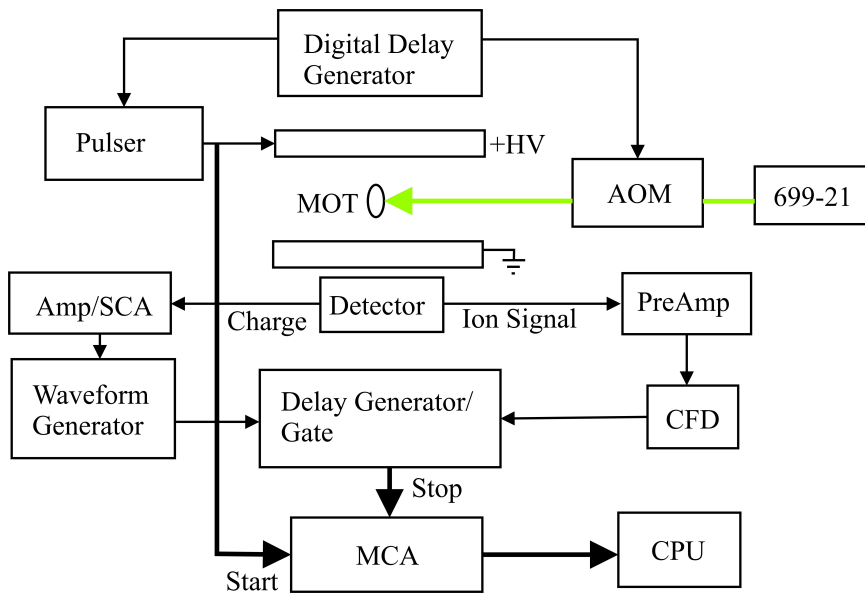 Digital Delay
Generator
Pulser
+HV
MOT
AOM
699-21
Amp/SCA
Charge
Detector
Ion Signal
PreAmp
Waveform
Generator
Delay Generator/
Gate
CFD
Stop
Start
MCA
CPU